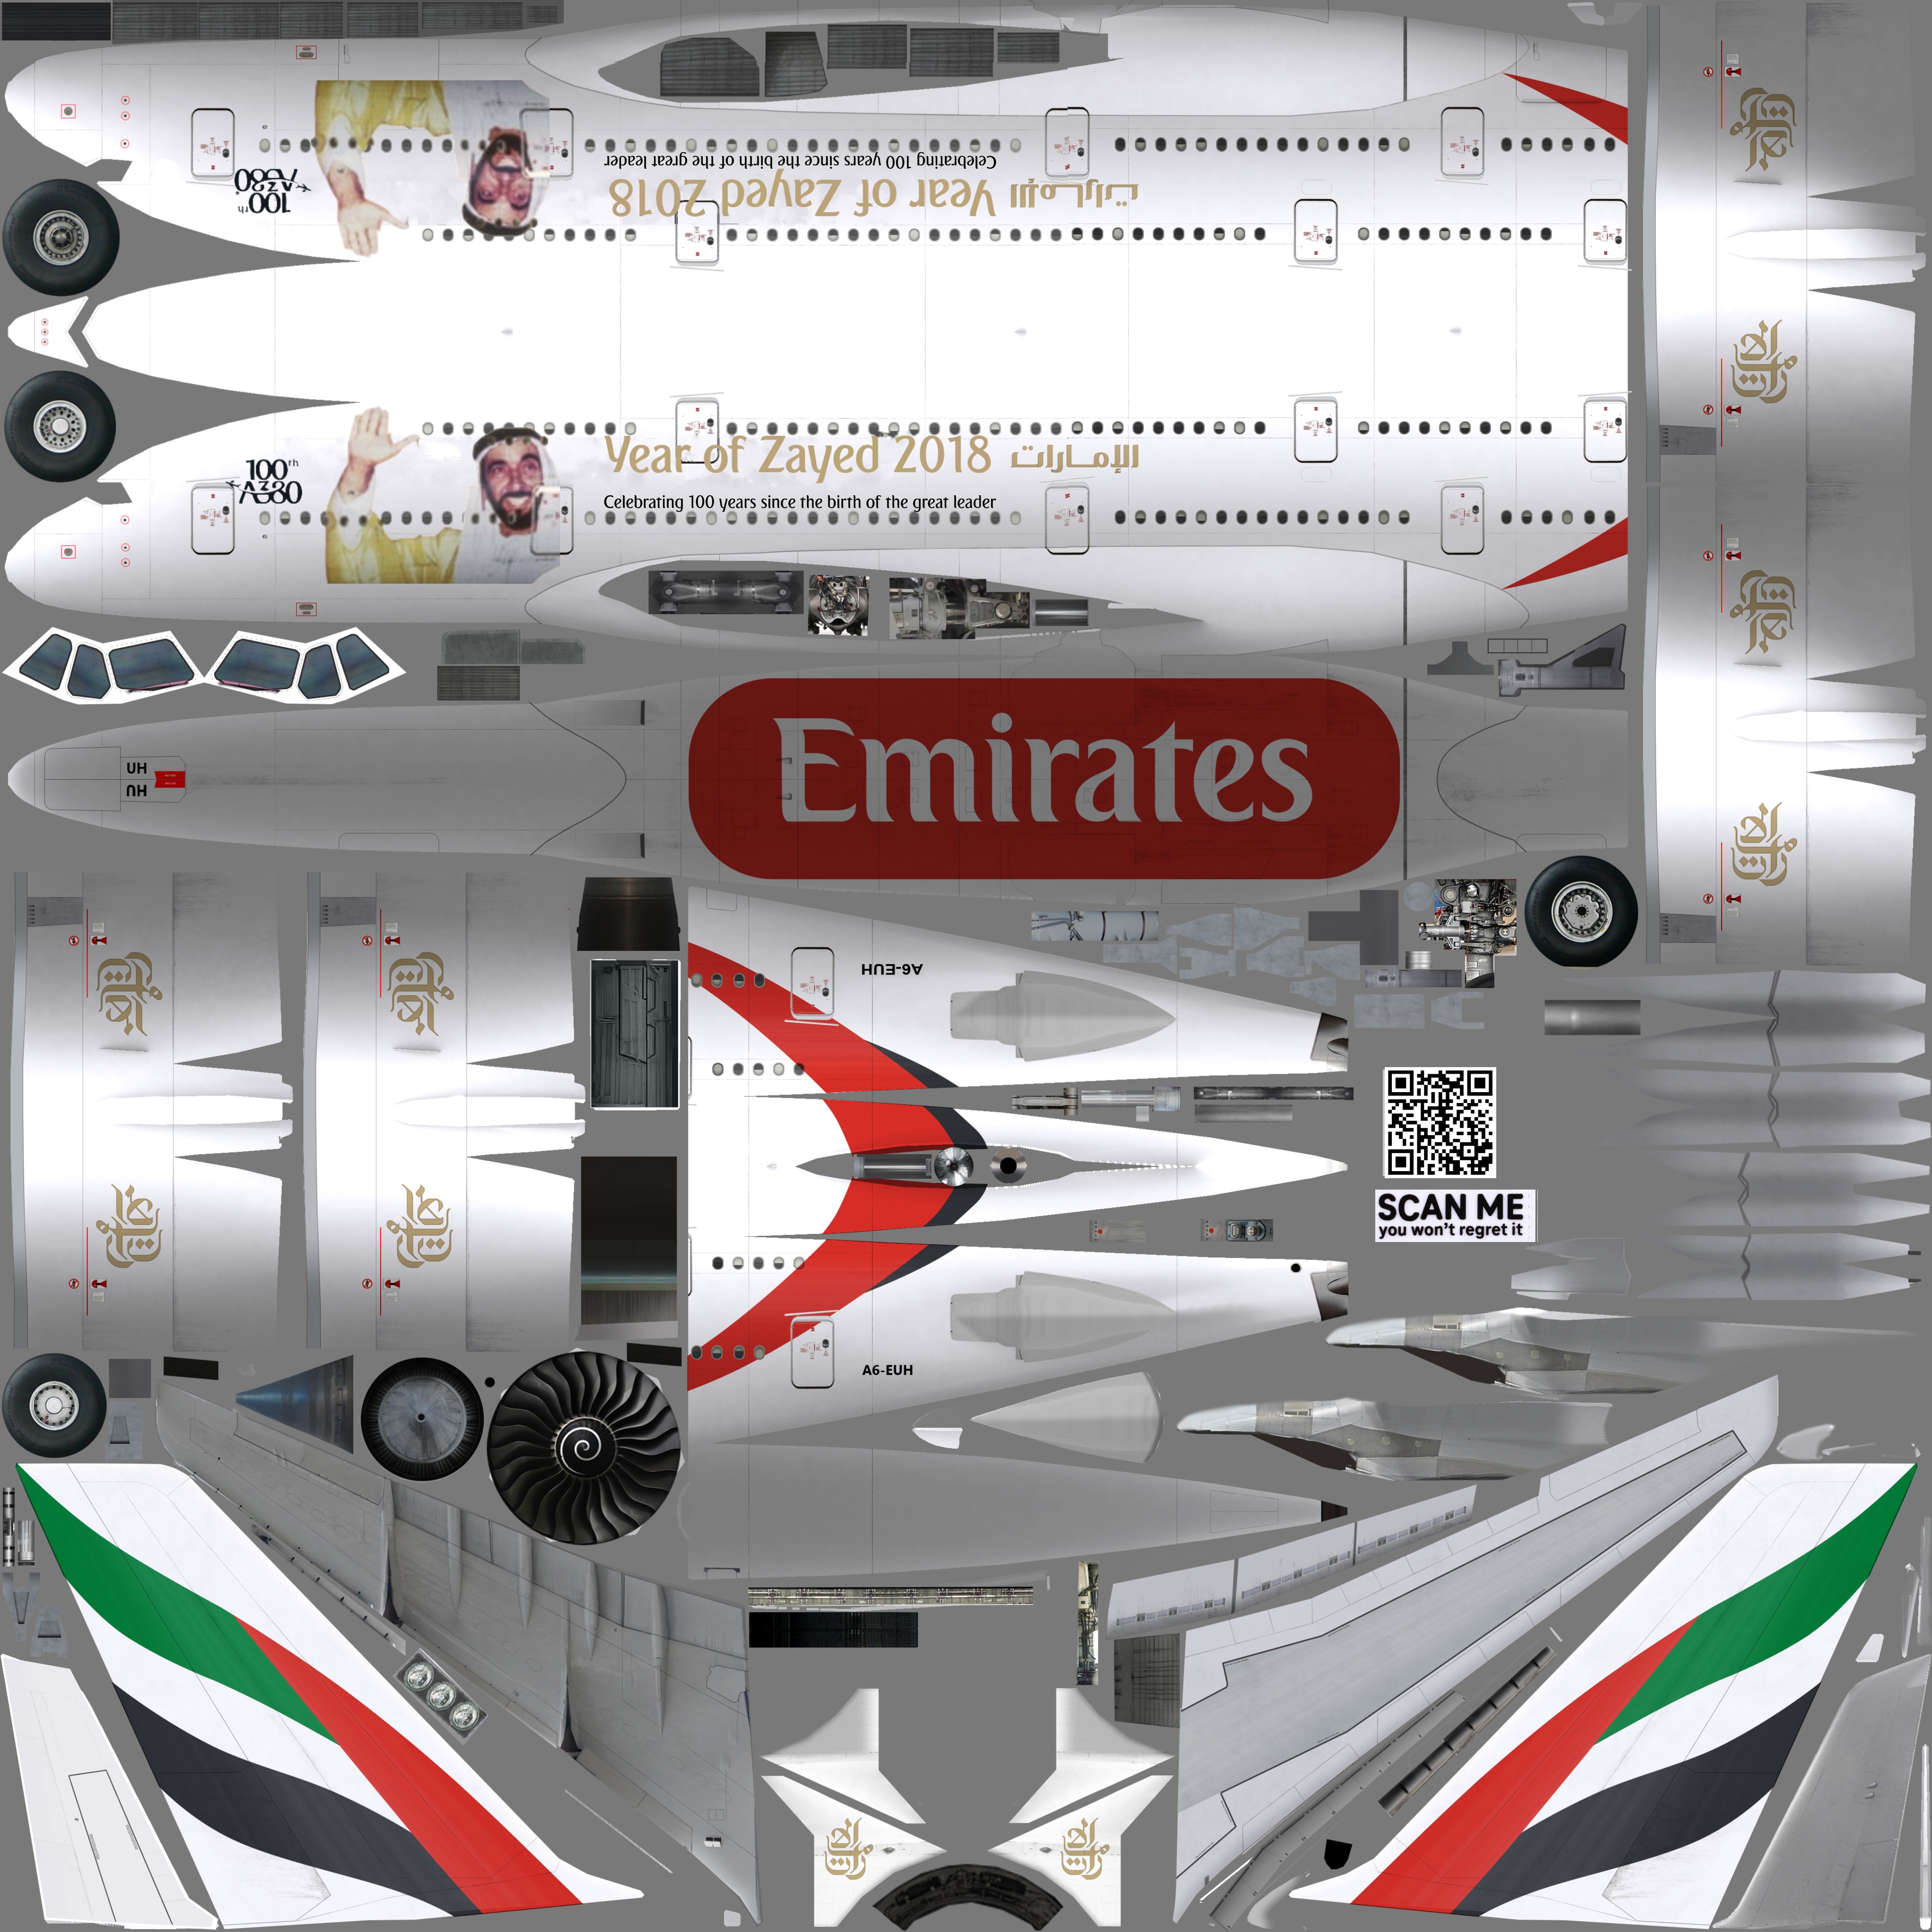 Celebrating 100 years since the birth of the great leader
Year of Zayed 2018 الإمارات
100th
A380
Year of Zayed 2018 الإمارات
100th
A380
Celebrating 100 years since the birth of the great leader
Emirates
UH
UH
A6-EUH
SCAN ME
you won't regret it
A6-EUH